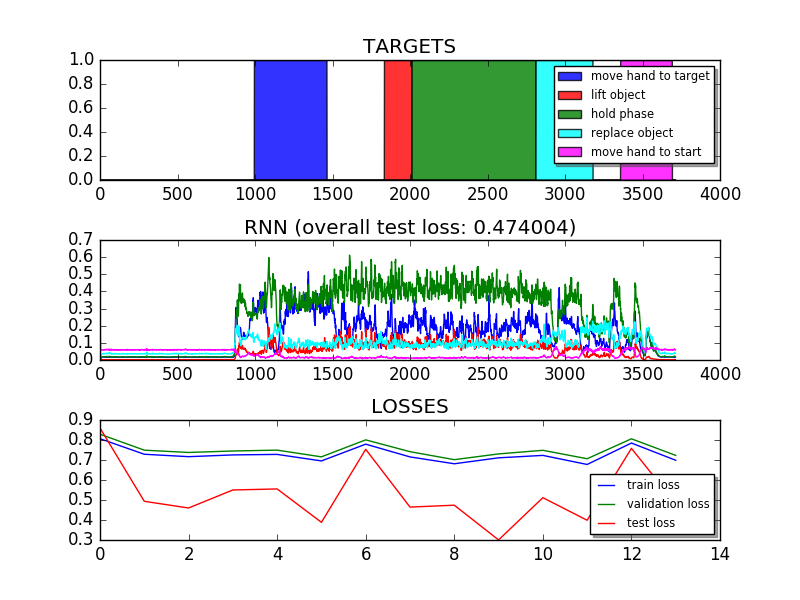 TARGETS
1.0
0.8
0.6
0.4
0.2
0.0
move hand to target
lift object
hold phase
replace object
move hand to start
0 500 1000 1500 2000 2500 3000 3500 4000
RNN (overall test loss: 0.474004)
0.7
0.6
0.5
0.4
0.3
0.2
0.1
0.0
0 500 1000 1500 2000 2500 3000 3500 4000
LOSSES
0.9
0.8
0.7
0.6
0.5
0.4
0.3
train loss
validation loss
test loss
0 2 4 6 8 10 12 14